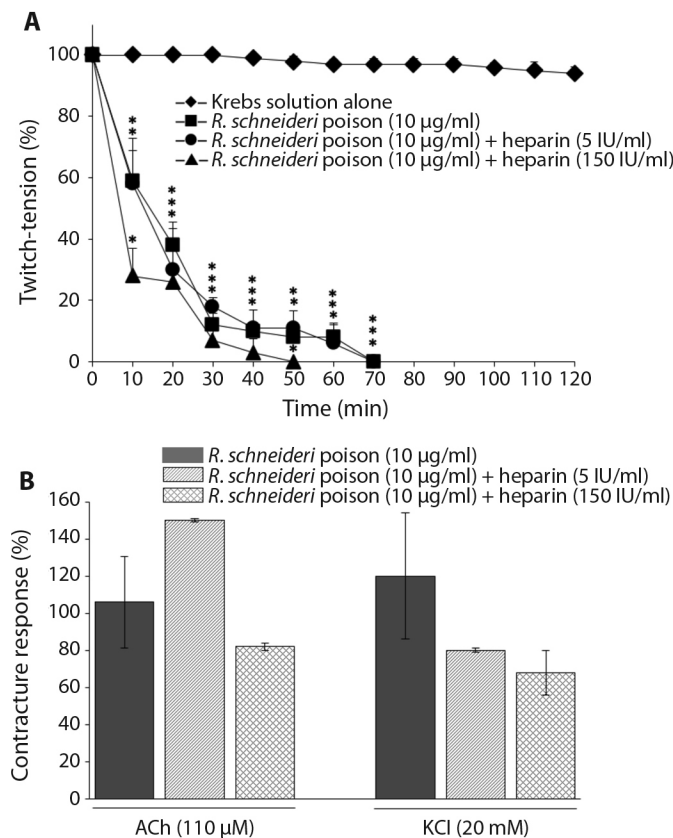 A
100
80
60
40
20
0
Twitch-tension (%)
Krebs solution alone
R. schneideri poison (10 µg/ml)
R. schneideri poison (10 µg/ml) + heparin (5 IU/ml)
R. schneideri poison (10 µg/ml) + heparin (150 IU/ml)
* *
*
* * *
* * *
* * *
* *
*
* * *
* * *
0 10 20 30 40 50 60 70 80 90 100 110 120
Time (min)
B
R. schneideri poison (10 µg/ml)
R. schneideri poison (10 µg/ml) + heparin (5 IU/ml)
R. schneideri poison (10 µg/ml) + heparin (150 IU/ml)
160
140
120
100
80
60
40
20
0
Contracture response (%)
ACh (110 µM) KCl (20 mM)